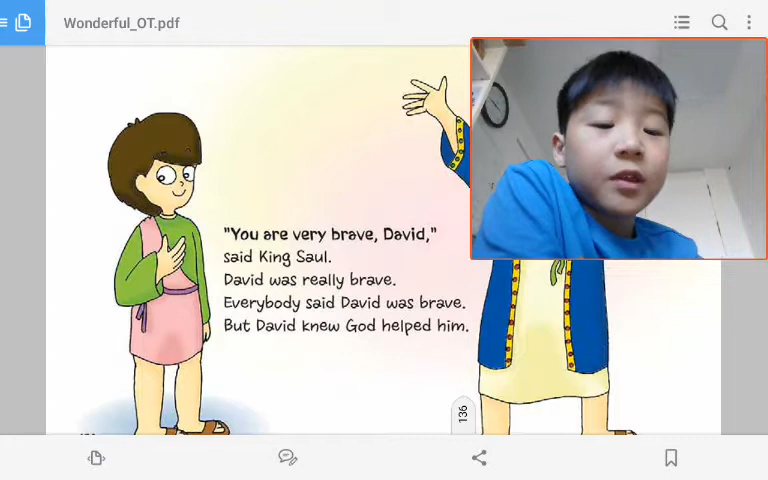 Wonderful_OT.pdf
"You are very brave, David,"
said King Saul.
David was really brave.
Everybody said David was brave.
But David knew God helped him.
136